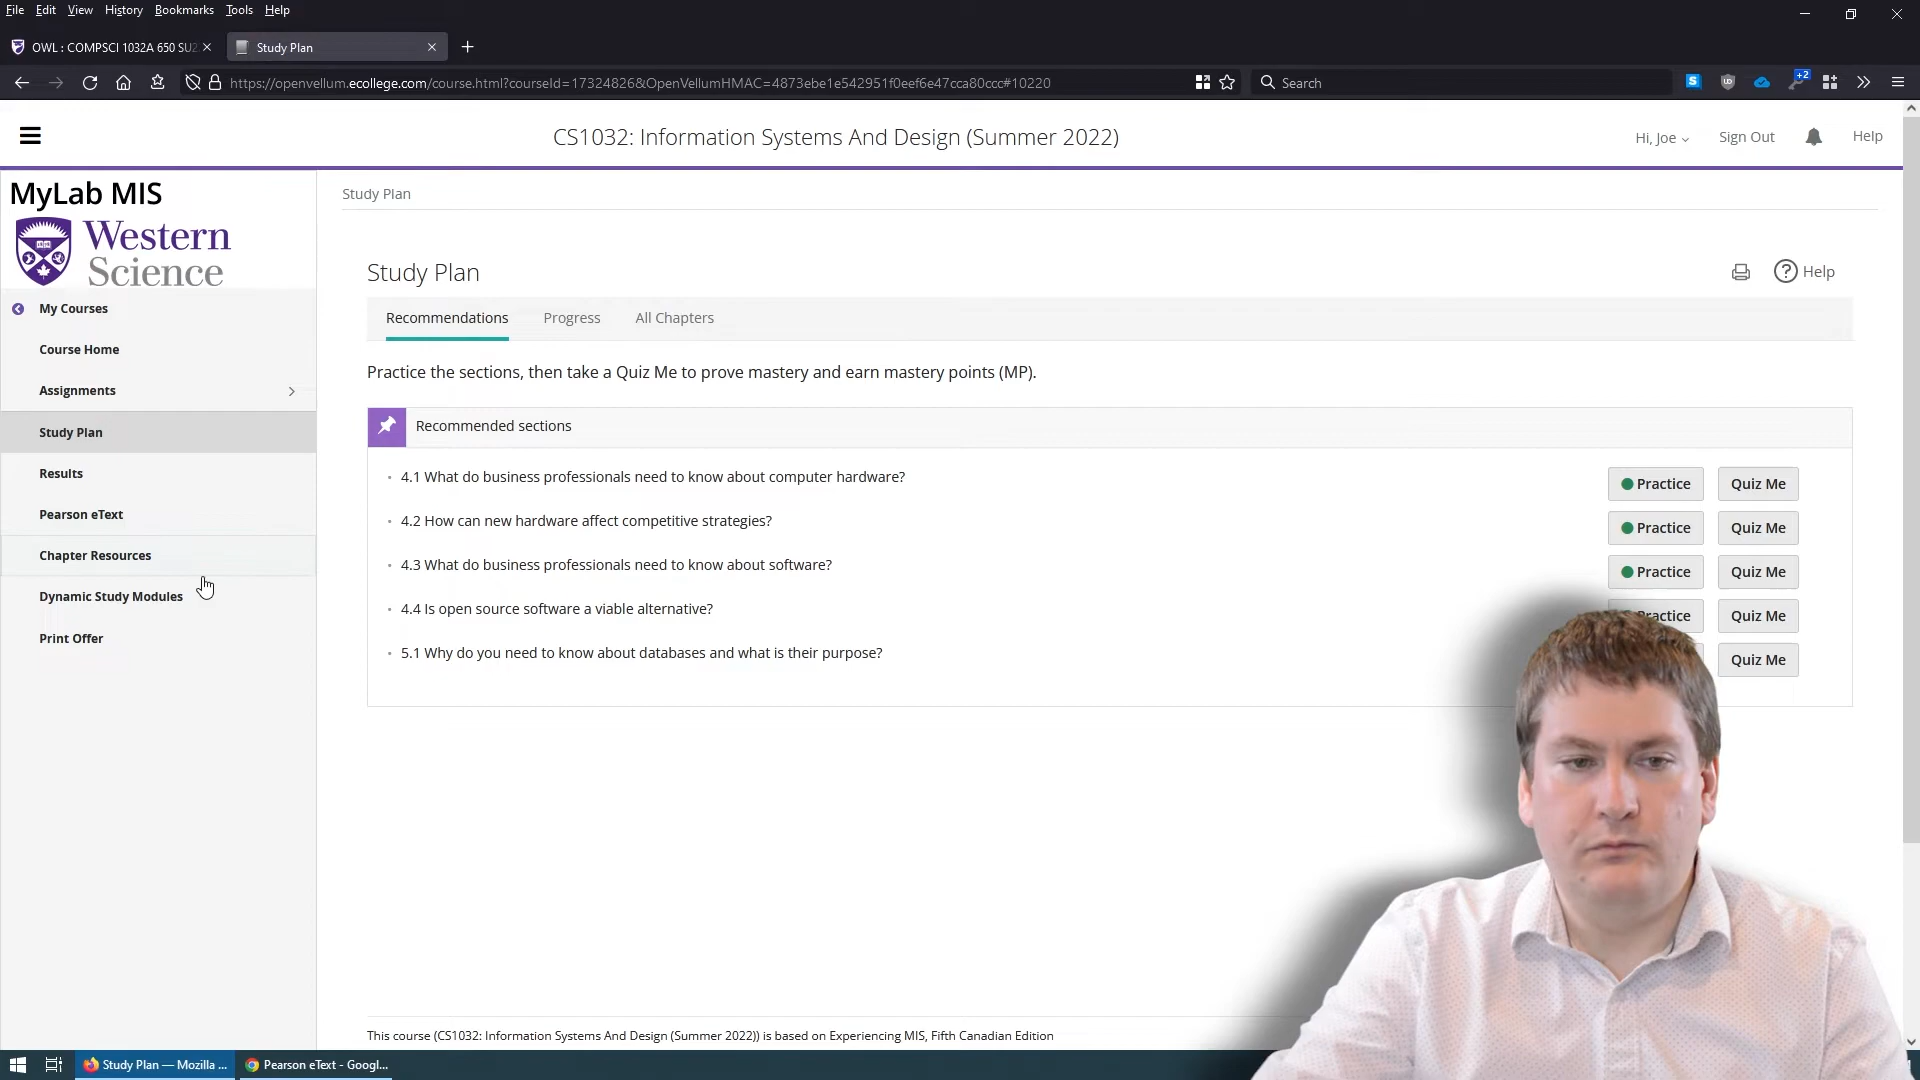 File Edit View History Bookmarks Tools Help
OWL : COMPSCI 1032A 650 SU2
Study Plan
https://openvellum.ecollege.com/course.html?courseId=17324826&OpenVellumHMAC=4873ebe1e542951f0eef6e47cca80ccc#10220
Search
+2
CS1032: Information Systems And Design (Summer 2022)
Hi, Joe
Sign Out
Help
MyLab MIS
Western
Science
My Courses
Course Home
Assignments
Study Plan
Results
Pearson eText
Chapter Resources
Dynamic Study Modules
Print Offer
Study Plan
Study Plan
Help
Recommendations Progress All Chapters
Practice the sections, then take a Quiz Me to prove mastery and earn mastery points (MP).
Recommended sections
4.1 What do business professionals need to know about computer hardware? Practice Quiz Me
4.2 How can new hardware affect competitive strategies? Practice Quiz Me
4.3 What do business professionals need to know about software? Practice Quiz Me
4.4 Is open source software a viable alternative? Practice Quiz Me
5.1 Why do you need to know about databases and what is their purpose? Quiz Me
This course (CS1032: Information Systems And Design (Summer 2022)) is based on Experiencing MIS, Fifth Canadian Edition
Study Plan — Mozilla ...
Pearson eText - Googl...